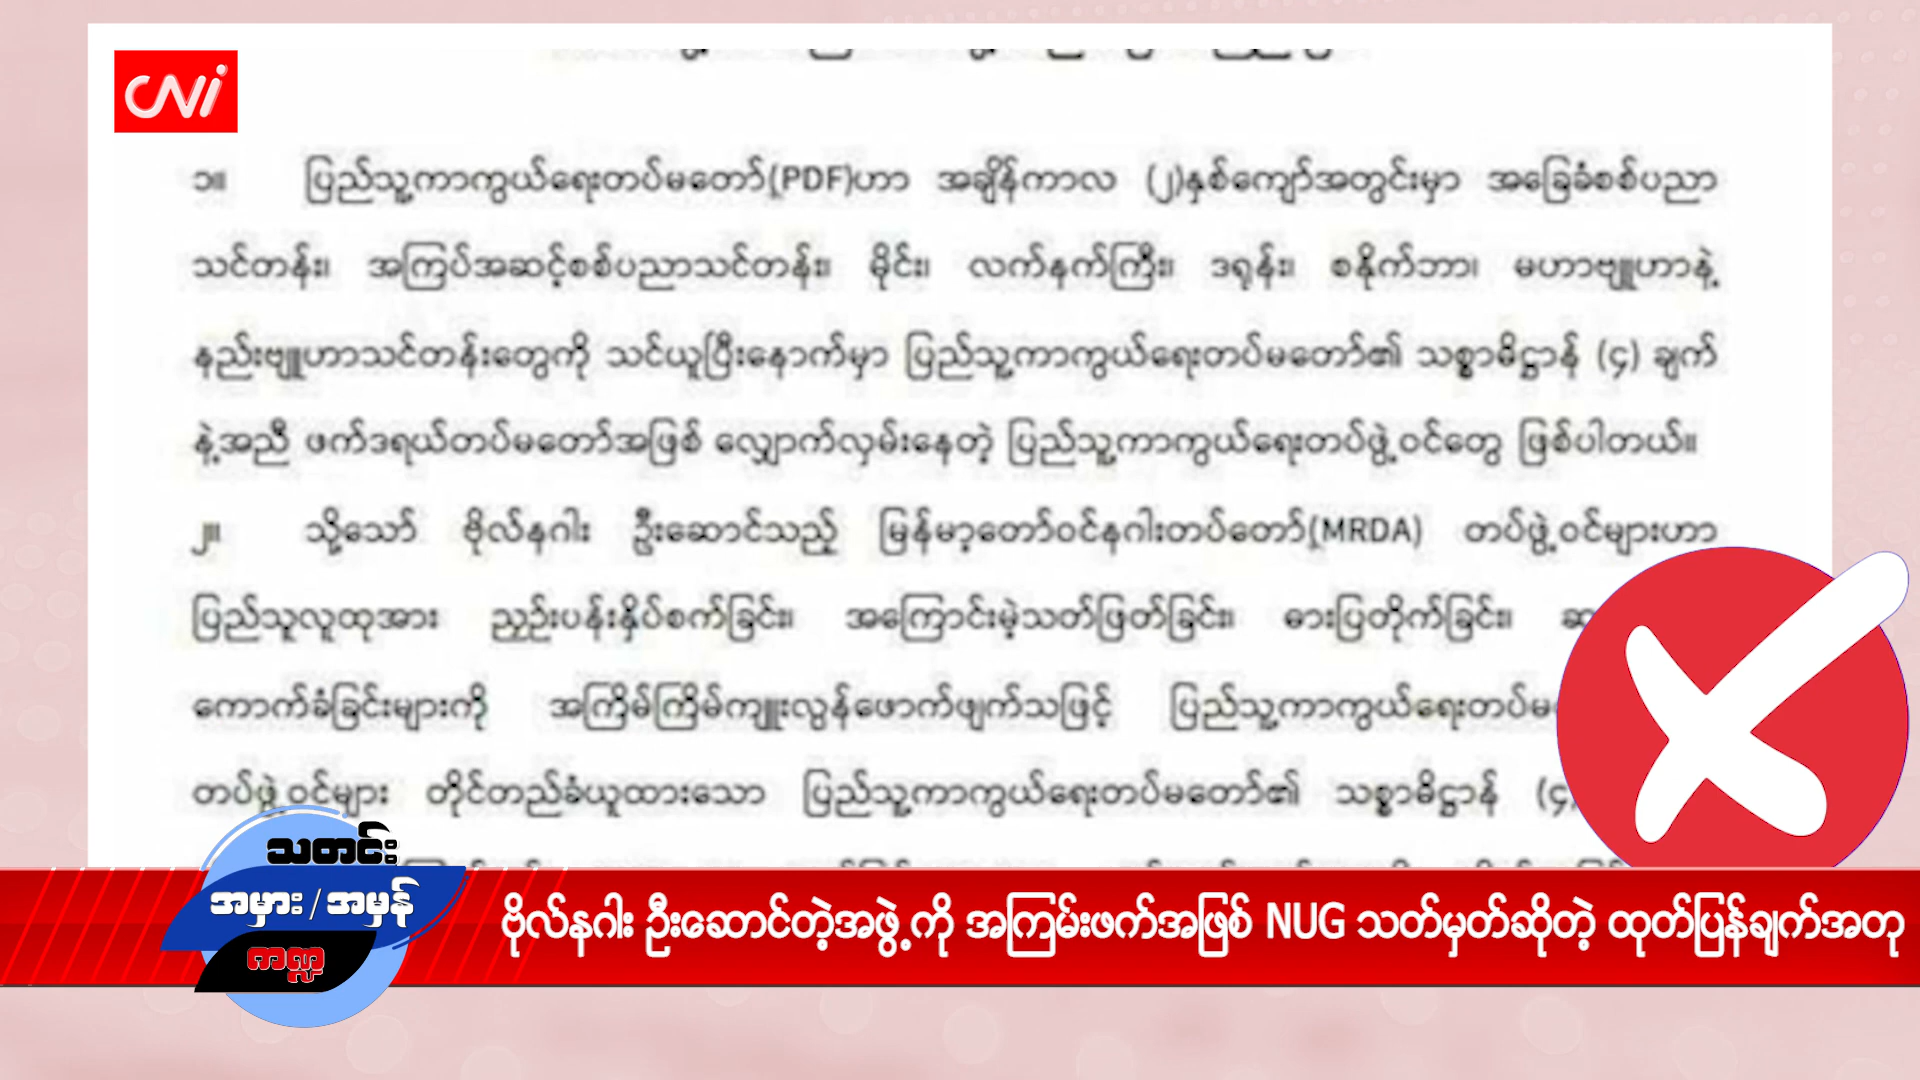 CNi
၁။ ပြည်သူ့ကာကွယ်ရေးတပ်မတော်(PDF)ဟာ အချိန်ကာလ (၂)နှစ်ကျော်အတွင်းမှာ အခြေခံစစ်ပညာ
သင်တန်း၊ အကြပ်အဆင့်စစ်ပညာသင်တန်း၊ မိုင်း၊ လက်နက်ကြီး၊ ဒရုန်း၊ စနိုက်ဘာ၊ မဟာဗျူဟာနဲ့
နည်းဗျူဟာသင်တန်းတွေကို သင်ယူပြီးနောက်မှာ ပြည်သူ့ကာကွယ်ရေးတပ်မတော်၏ သစ္စာဓိဋ္ဌာန် (၄) ချက်
နဲ့အညီ ဖက်ဒရယ်တပ်မတော်အဖြစ် လျှောက်လှမ်းနေတဲ့ ပြည်သူ့ကာကွယ်ရေးတပ်ဖွဲ့ဝင်တွေ ဖြစ်ပါတယ်။
၂။ သို့သော် ဗိုလ်နဂါး ဦးဆောင်သည့် မြန်မာ့တော်ဝင်နဂါးတပ်တော်(MRDA) တပ်ဖွဲ့ဝင်များဟာ
ပြည်သူလူထုအား ညှဉ်းပန်းနှိပ်စက်ခြင်း၊ အကြောင်းမဲ့သတ်ဖြတ်ခြင်း၊ ဓားပြတိုက်ခြင်း၊
ကောက်ခံခြင်းများကို အကြိမ်ကြိမ်ကျူးလွန်ဖောက်ဖျက်သဖြင့် ပြည်သူ့ကာကွယ်ရေးတပ်မ
တပ်ဖွဲ့ဝင်များ တိုင်တည်ခံယူထားသော ပြည်သူ့ကာကွယ်ရေးတပ်မတော်၏ သစ္စာဓိဋ္ဌာန် (၄
သတင်း
အမှား/အမှန်
ကဏ္ဍ
ဗိုလ်နဂါး ဦးဆောင်တဲ့အဖွဲ့ကို အကြမ်းဖက်အဖြစ် NUG သတ်မှတ်ဆိုတဲ့ ထုတ်ပြန်ချက်အတု